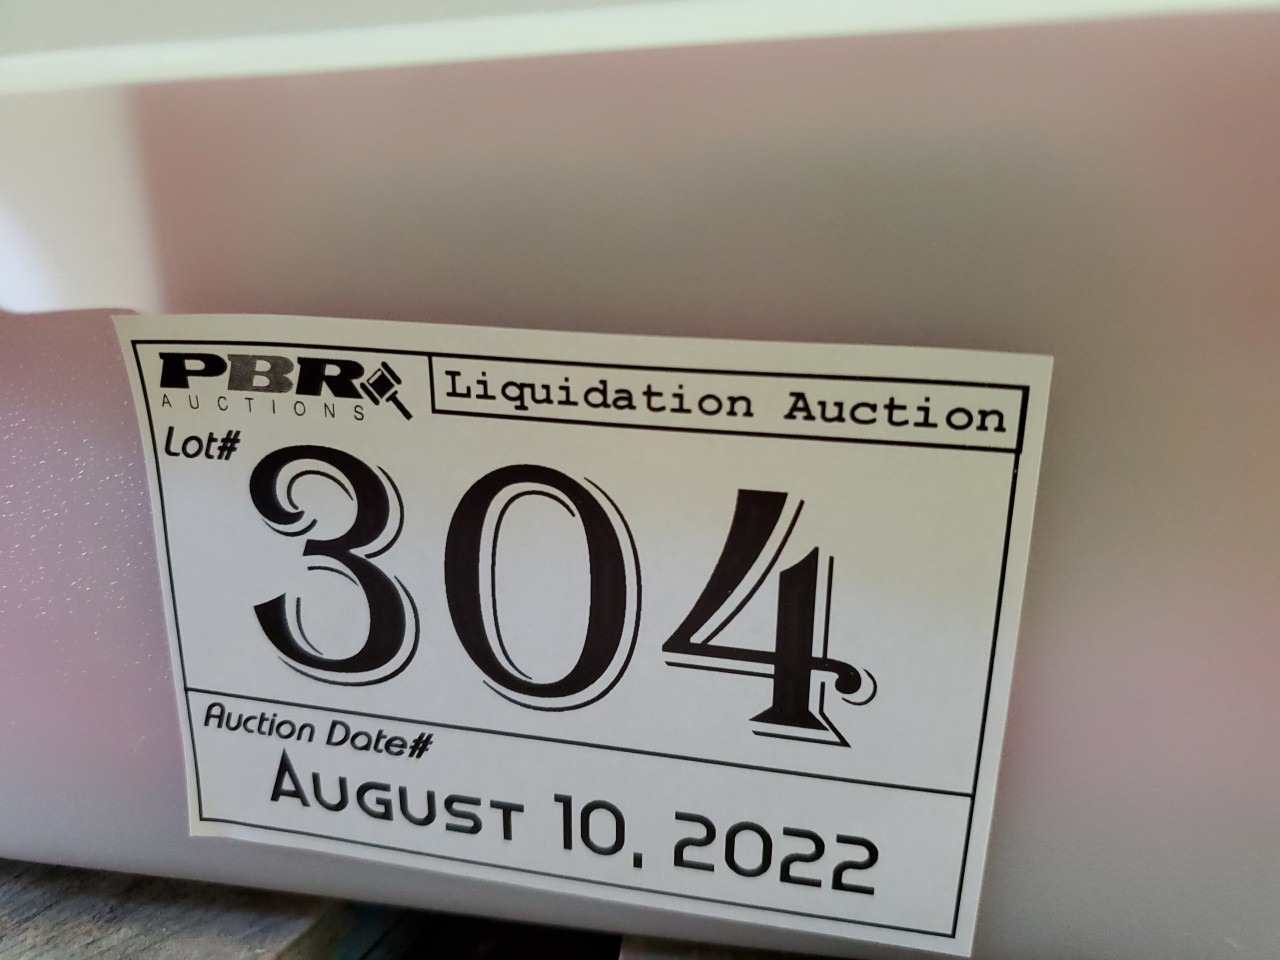 PBR
AUCTIONS
Liquidation Auction
Lot#
304
Auction Date#
August 10, 2022